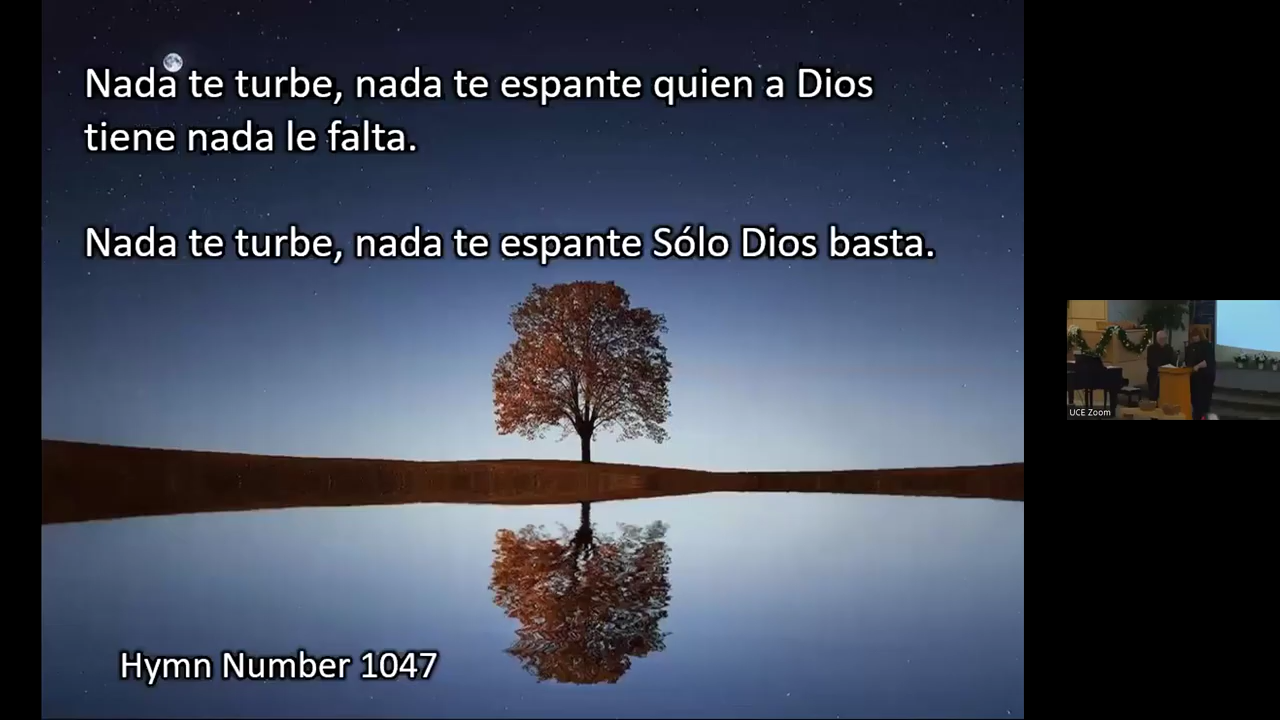 Nada te turbe, nada te espante quien a Dios
tiene nada le falta.
Nada te turbe, nada te espante Sólo Dios basta.
Hymn Number 1047
UCE Zoom